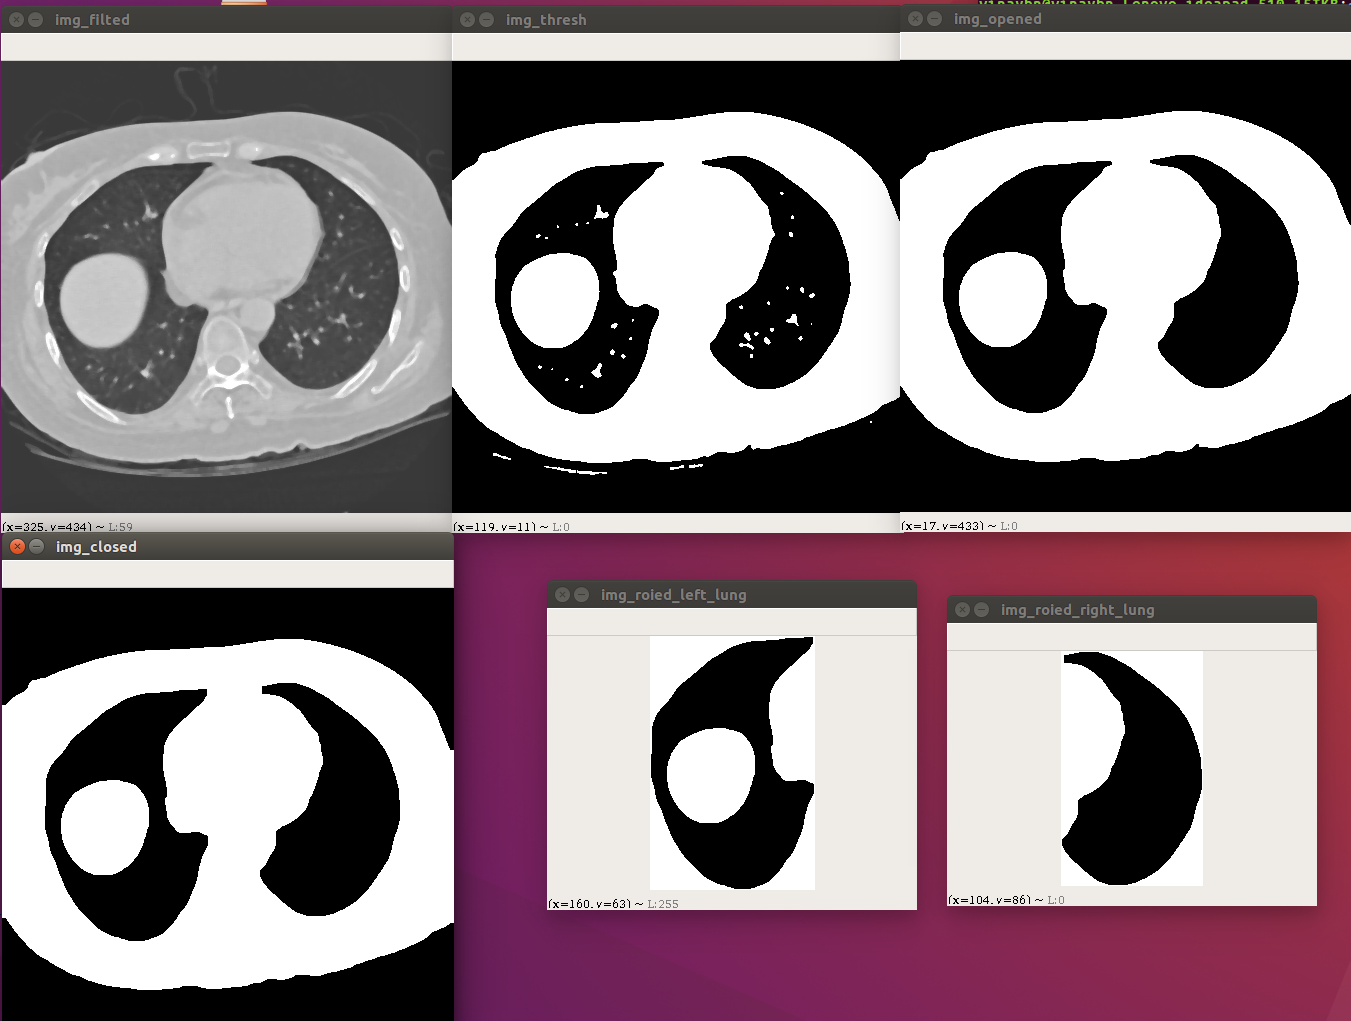 img_filted
img_thresh
img_opened
(x=325, y=434) ~ L:59
(x=119, y=11) ~ L:0
(x=17, y=433) ~ L:0
img_closed
img_roied_left_lung
img_roied_right_lung
(x=160, y=63) ~ L:255
(x=104, y=86) ~ L:0